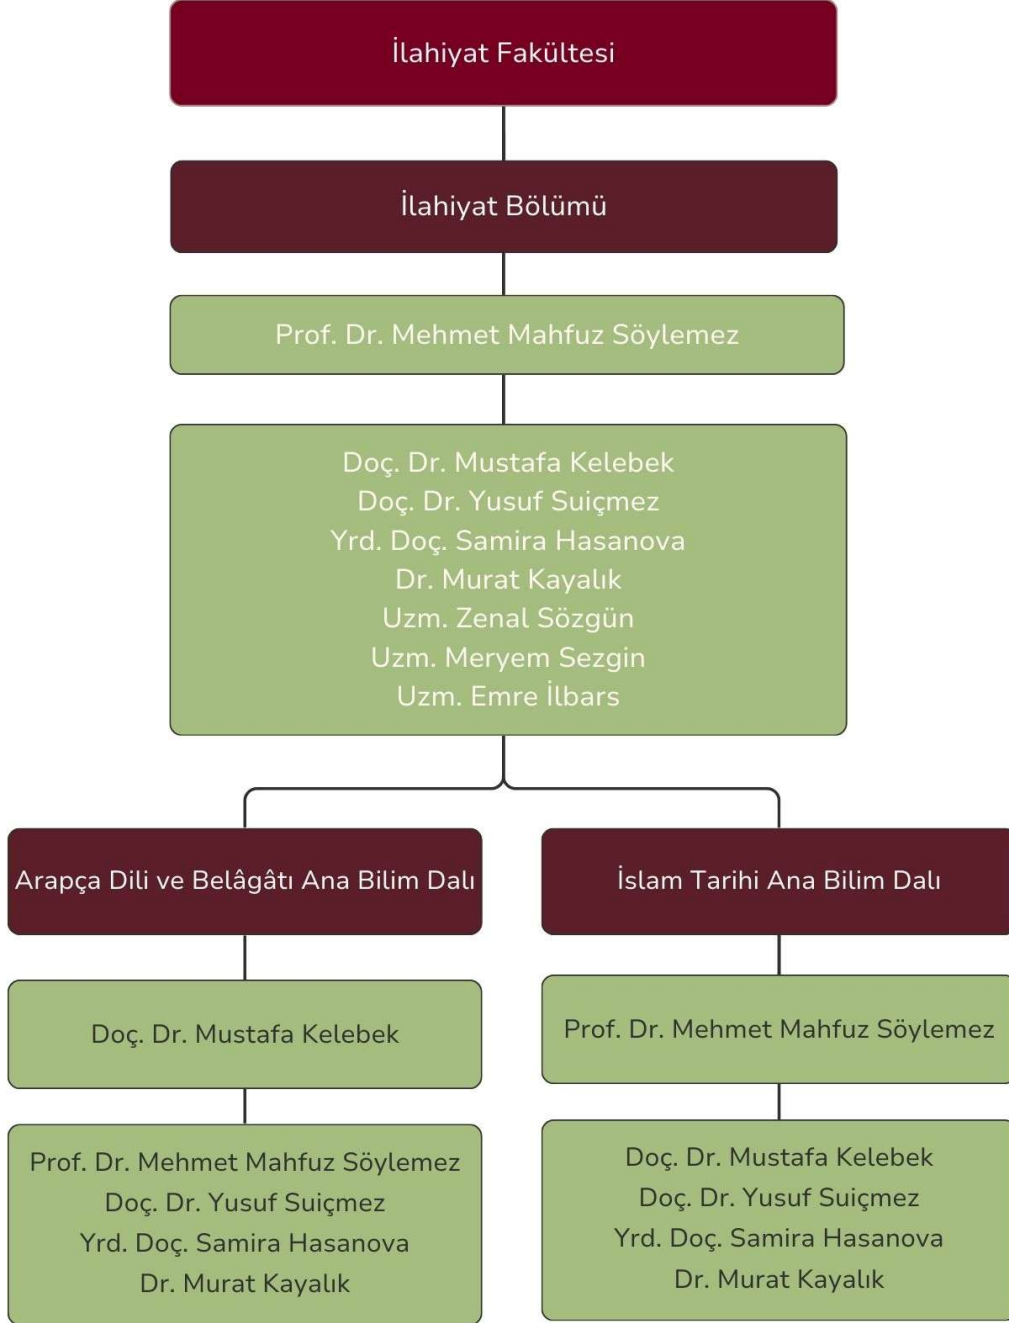 İlahiyat Fakültesi
İlahiyat Bölümü
Prof. Dr. Mehmet Mahfuz Söylemez
Doç. Dr. Mustafa Kelebek
Doç. Dr. Yusuf Suiçmez
Yrd. Doç. Samira Hasanova
Dr. Murat Kayalık
Uzm. Zenal Sözgün
Uzm. Meryem Sezgin
Uzm. Emre İlbars
Arapça Dili ve Belâgâtı Ana Bilim Dalı
Doç. Dr. Mustafa Kelebek
Prof. Dr. Mehmet Mahfuz Söylemez
Doç. Dr. Yusuf Suiçmez
Yrd. Doç. Samira Hasanova
Dr. Murat Kayalık
İslam Tarihi Ana Bilim Dalı
Prof. Dr. Mehmet Mahfuz Söylemez
Doç. Dr. Mustafa Kelebek
Doç. Dr. Yusuf Suiçmez
Yrd. Doç. Samira Hasanova
Dr. Murat Kayalık